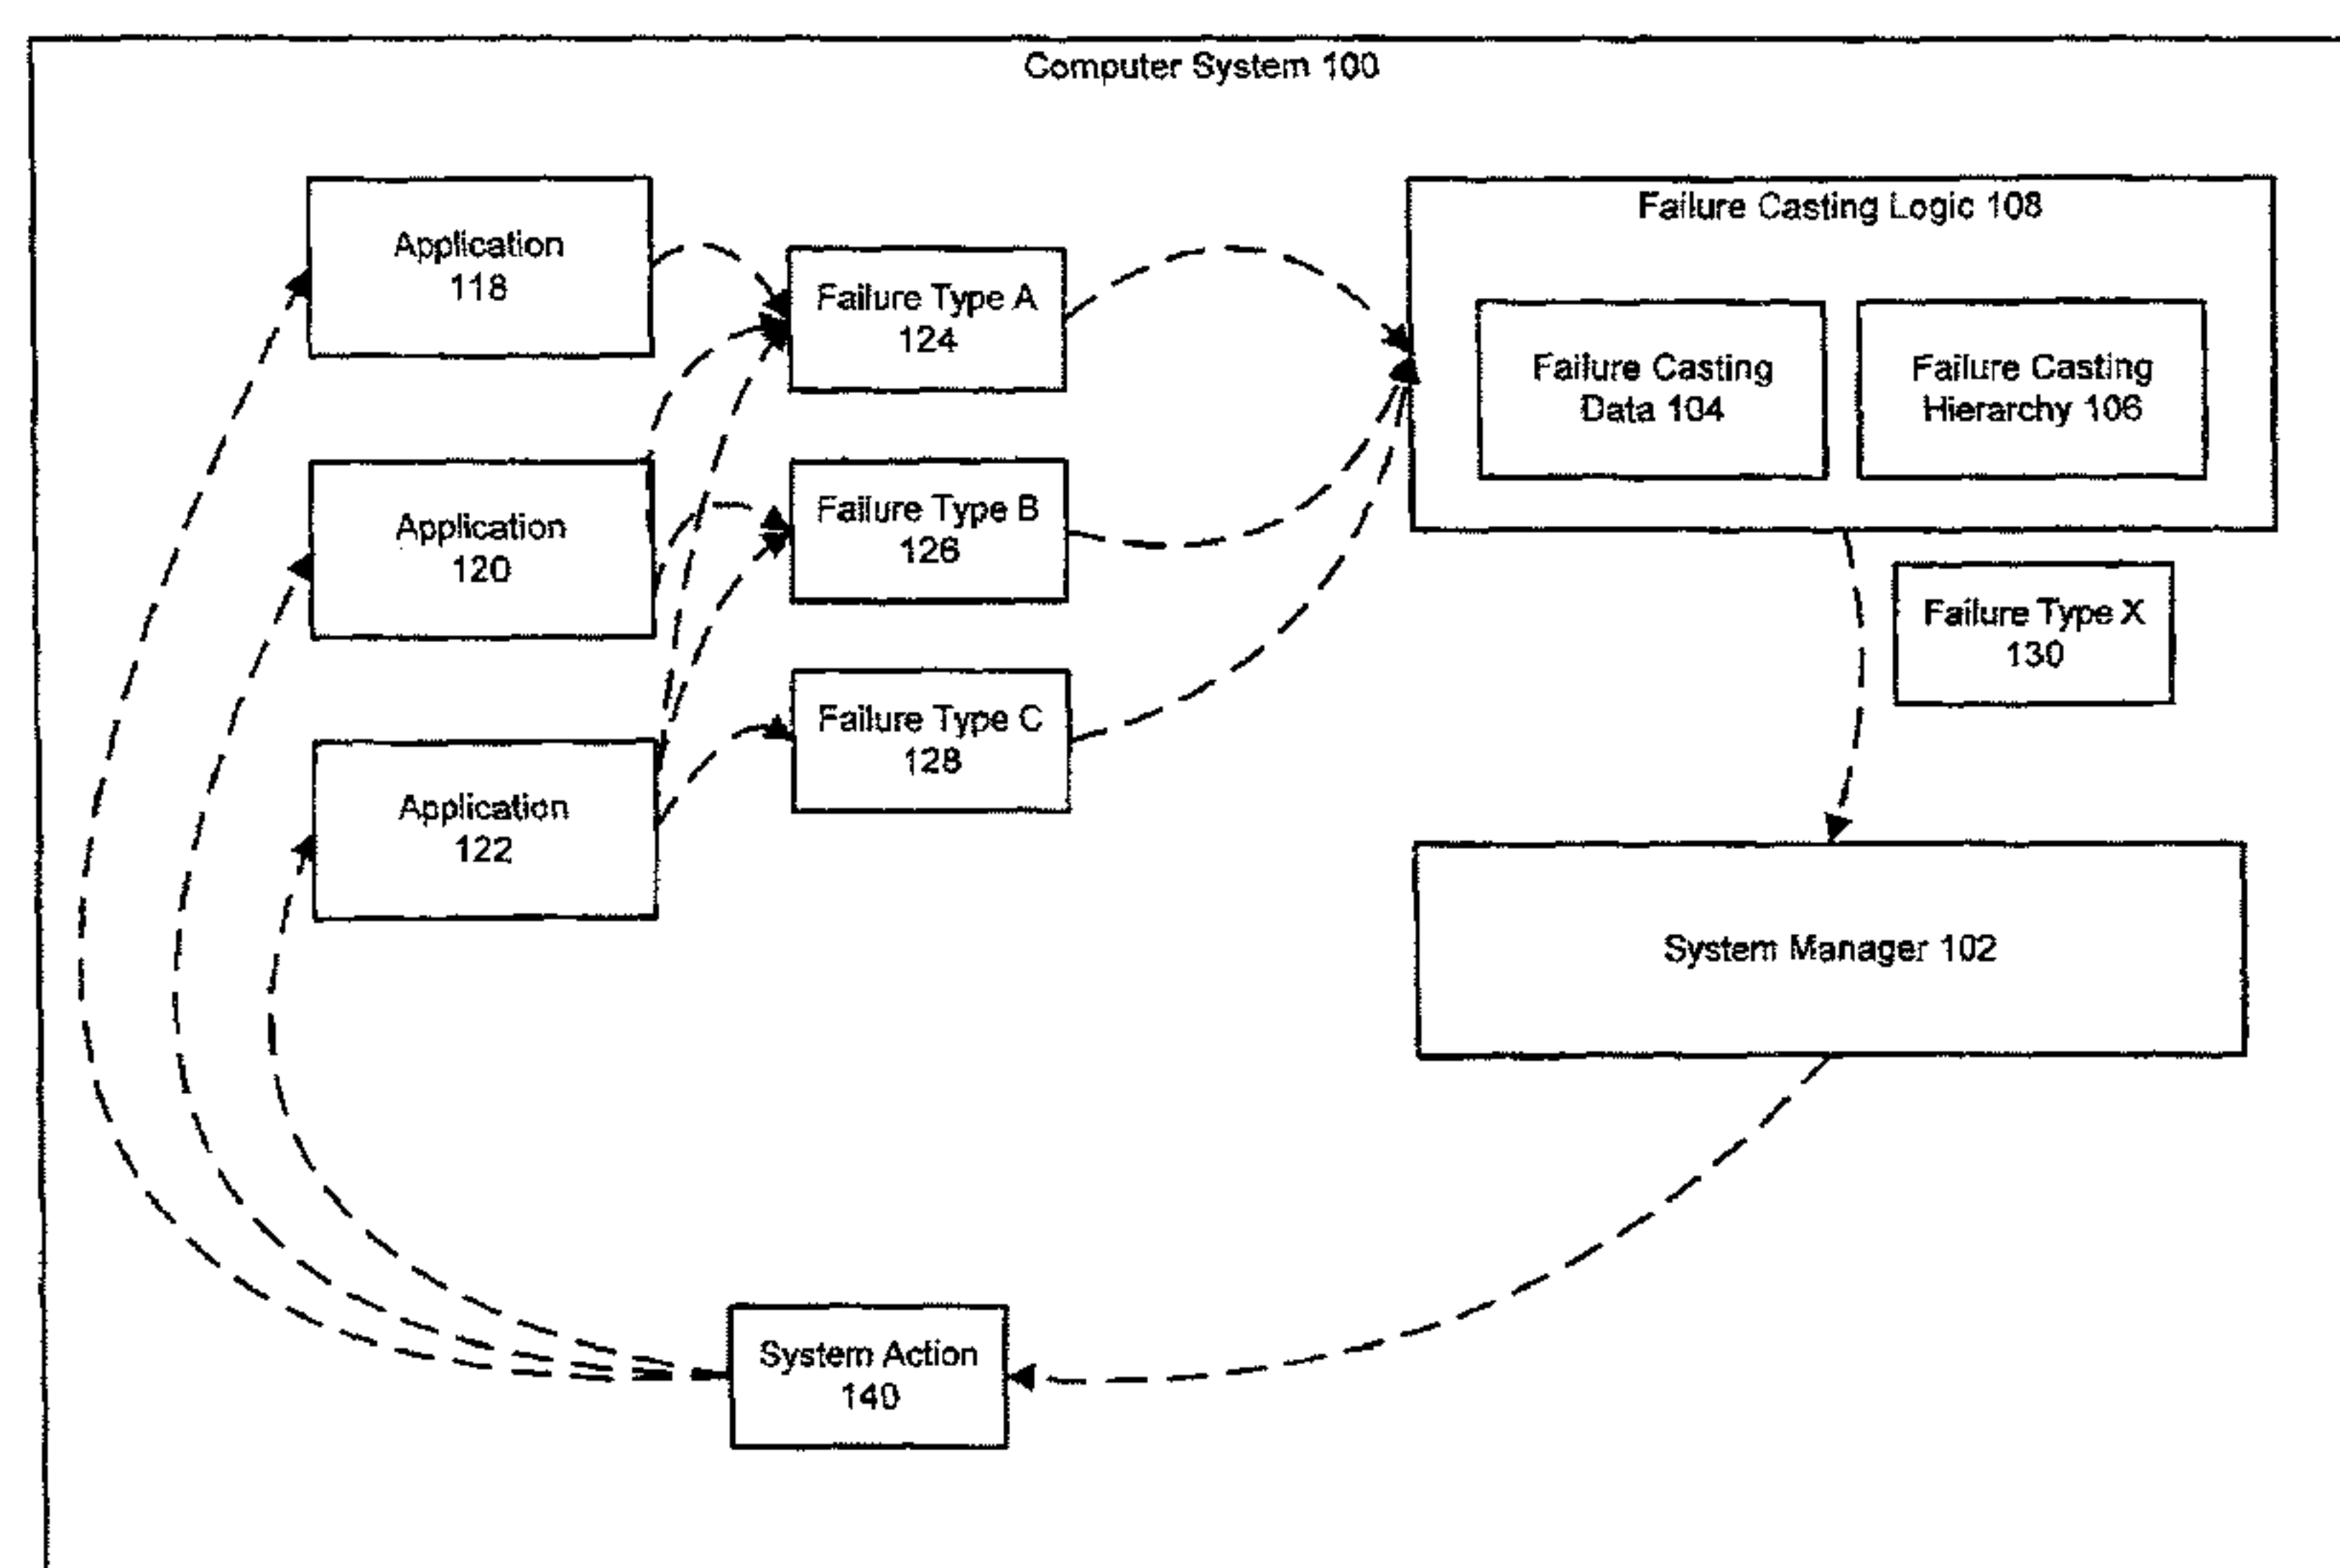 Computer System 100
Application
118
Failure Type A
124
Failure Casting Logic 108
Failure Casting
Data 104
Failure Casting
Hierarchy 106
Application
120
Failure Type B
126
Failure Type X
130
Application
122
Failure Type C
128
System Manager 102
System Action
140